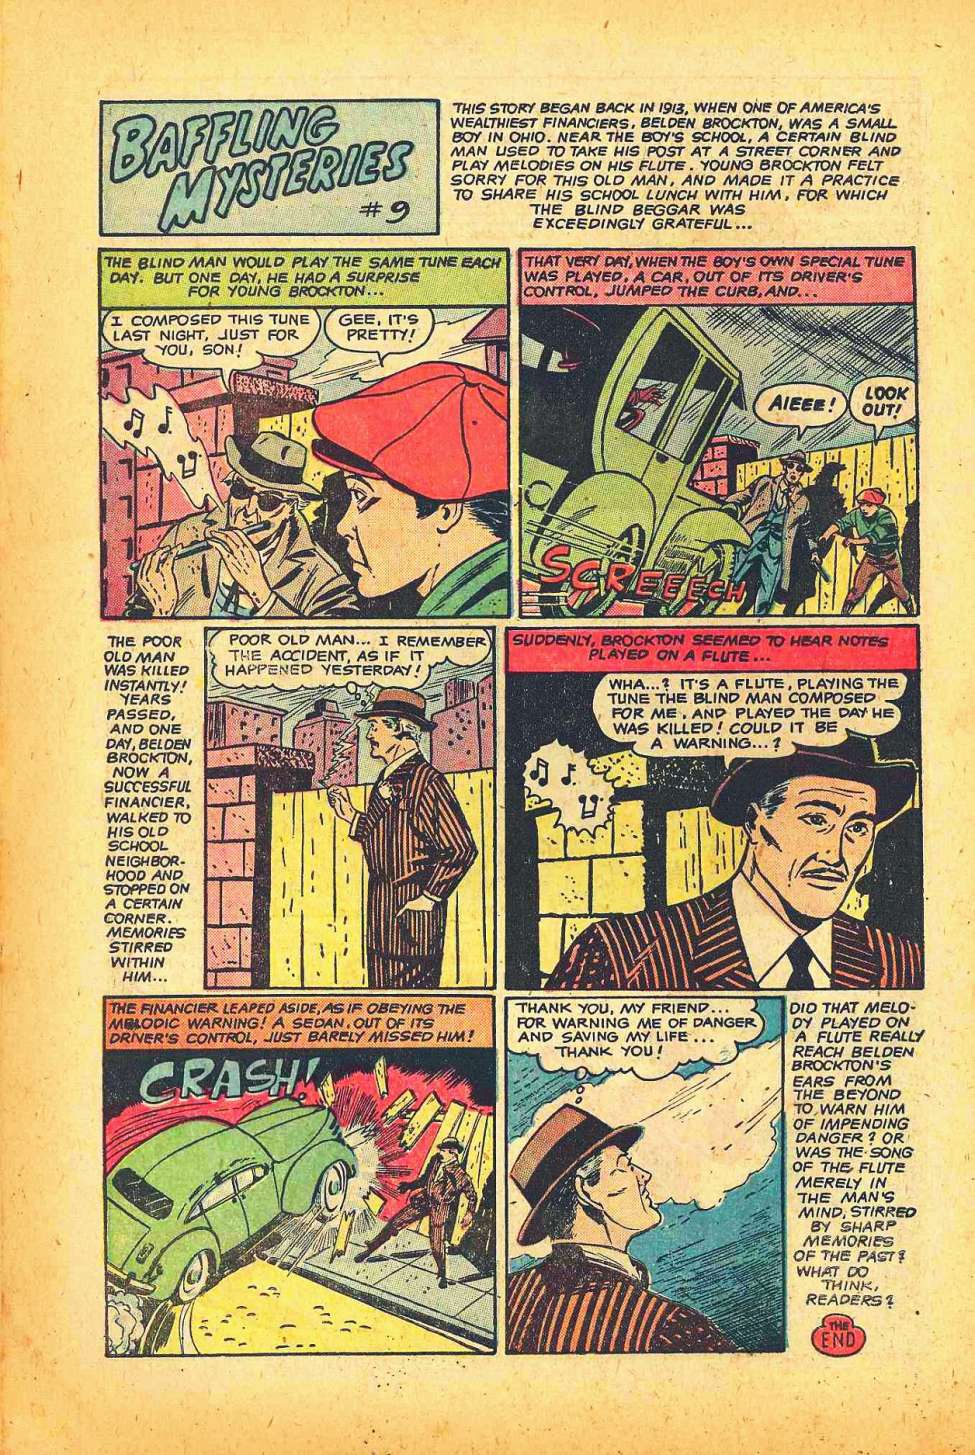 BAFFLING
MYSTERIES
#9
THIS STORY BEGAN BACK IN 1913, WHEN ONE OF AMERICA'S
WEALTHIEST FINANCIERS, BELDEN BROCKTON, WAS A SMALL
BOY IN OHIO. NEAR THE BOY'S SCHOOL, A CERTAIN BLIND
MAN USED TO TAKE HIS POST AT A STREET CORNER AND
PLAY MELODIES ON HIS FLUTE. YOUNG BROCKTON FELT
SORRY FOR THIS OLD MAN, AND MADE IT A PRACTICE
TO SHARE HIS SCHOOL LUNCH WITH HIM, FOR WHICH
THE BLIND BEGGAR WAS
EXCEEDINGLY GRATEFUL...
THE BLIND MAN WOULD PLAY THE SAME TUNE EACH
DAY. BUT ONE DAY, HE HAD A SURPRISE
FOR YOUNG BROCKTON...
I COMPOSED THIS TUNE
LAST NIGHT, JUST FOR
YOU, SON!
GEE, IT'S
PRETTY!
THAT VERY DAY, WHEN THE BOY'S OWN SPECIAL TUNE
WAS PLAYED, A CAR, OUT OF ITS DRIVER'S
CONTROL, JUMPED THE CURB, AND...
AIEEE!
LOOK
OUT!
SCREEEECH
THE POOR
OLD MAN
WAS KILLED
INSTANTLY!
YEARS
PASSED,
AND ONE
DAY, BELDEN
BROCKTON,
NOW A
SUCCESSFUL
FINANCIER,
WALKED TO
HIS OLD
SCHOOL
NEIGHBOR-
HOOD AND
STOPPED ON
A CERTAIN
CORNER.
MEMORIES
STIRRED
WITHIN
HIM...
POOR OLD MAN... I REMEMBER
THE ACCIDENT, AS IF IT
HAPPENED YESTERDAY!
SUDDENLY, BROCKTON SEEMED TO HEAR NOTES
PLAYED ON A FLUTE...
WHA...? IT'S A FLUTE, PLAYING THE
TUNE THE BLIND MAN COMPOSED
FOR ME, AND PLAYED THE DAY HE
WAS KILLED! COULD IT BE
A WARNING...?
THE FINANCIER LEAPED ASIDE, AS IF OBEYING THE
MELODIC WARNING! A SEDAN, OUT OF ITS
DRIVER'S CONTROL, JUST BARELY MISSED HIM!
CRASH!
THANK YOU, MY FRIEND...
FOR WARNING ME OF DANGER
AND SAVING MY LIFE...
THANK YOU!
DID THAT MELO-
DY PLAYED ON
A FLUTE REALLY
REACH BELDEN
BROCKTON'S
EARS FROM
THE BEYOND
TO WARN HIM
OF IMPENDING
DANGER? OR
WAS THE SONG
OF THE FLUTE
MERELY IN
THE MAN'S
MIND, STIRRED
BY SHARP
MEMORIES
OF THE PAST?
WHAT DO
THINK,
READERS?
THE
END